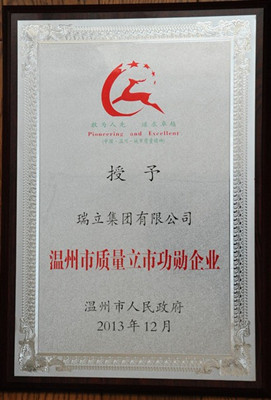 Pioneering and Excellent
授予
瑞立集团有限公司
温州市质量立市功勋企业
温州市人民政府
2013年12月